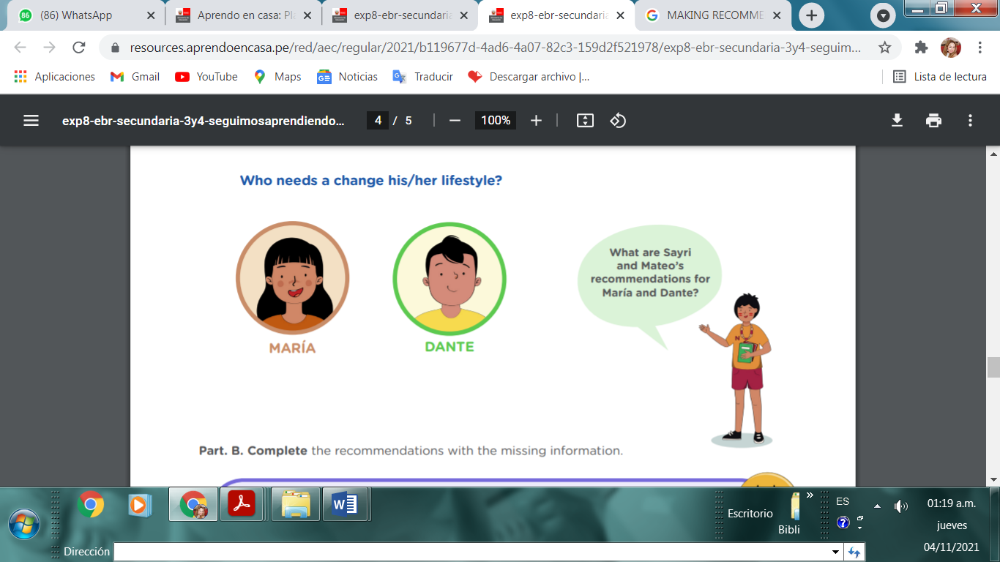 (86) WhatsApp
Aprendo en casa: Pla
exp8-ebr-secundaria
exp8-ebr-secundaria
MAKING RECOMME
resources.aprendoencasa.pe/red/aec/regular/2021/b119677d-4ad6-4a07-82c3-159d2f521978/exp8-ebr-secundaria-3y4-seguim...
Aplicaciones
Gmail
YouTube
Maps
Noticias
Traducir
Descargar archivo |...
Lista de lectura
exp8-ebr-secundaria-3y4-seguimosaprendiendo...
4 / 5
100%
Who needs a change his/her lifestyle?
What are Sayri
and Mateo's
recommendations for
María and Dante?
MARÍA
DANTE
N
Part. B. Complete the recommendations with the missing information.
Escritorio
Bibli
ES
01:19 a.m.
jueves
04/11/2021
Dirección